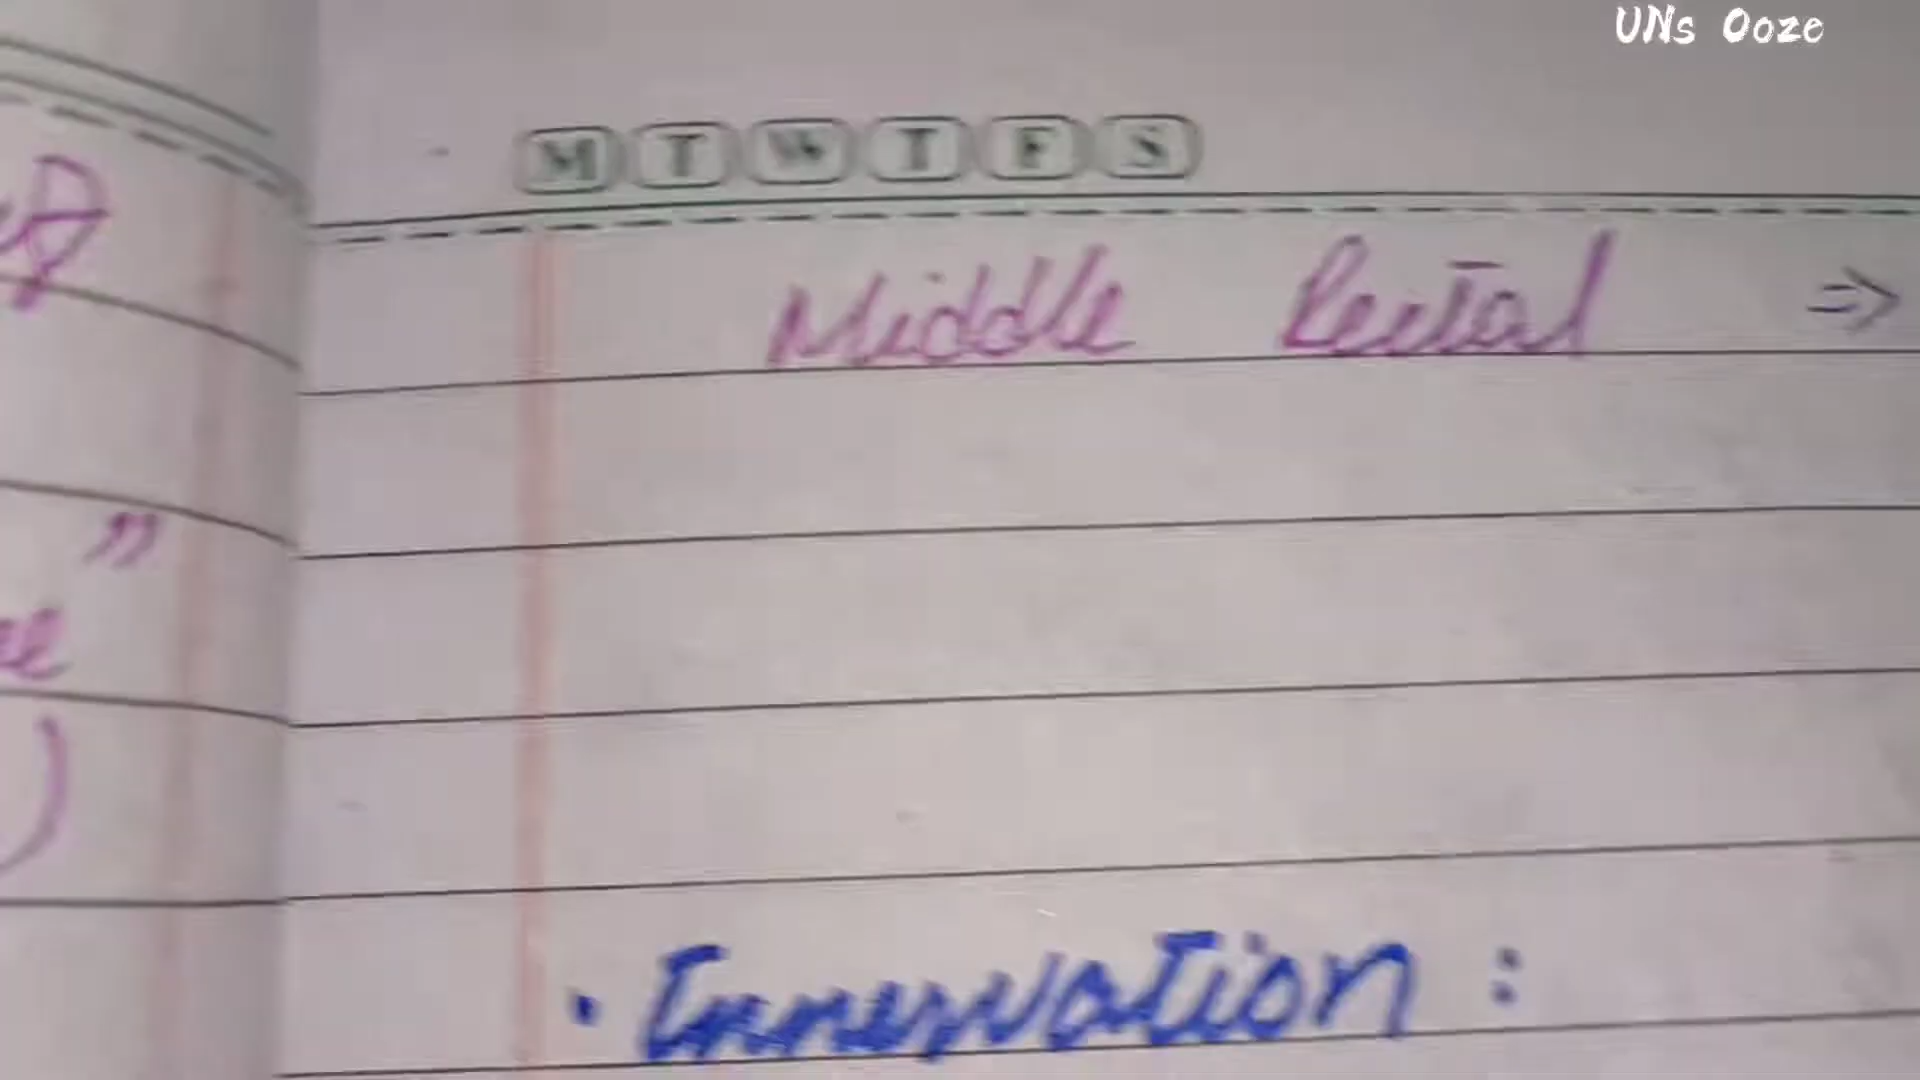 UNs Ooze
M T W T F S
Middle Rectal =>
"
• Innervation :